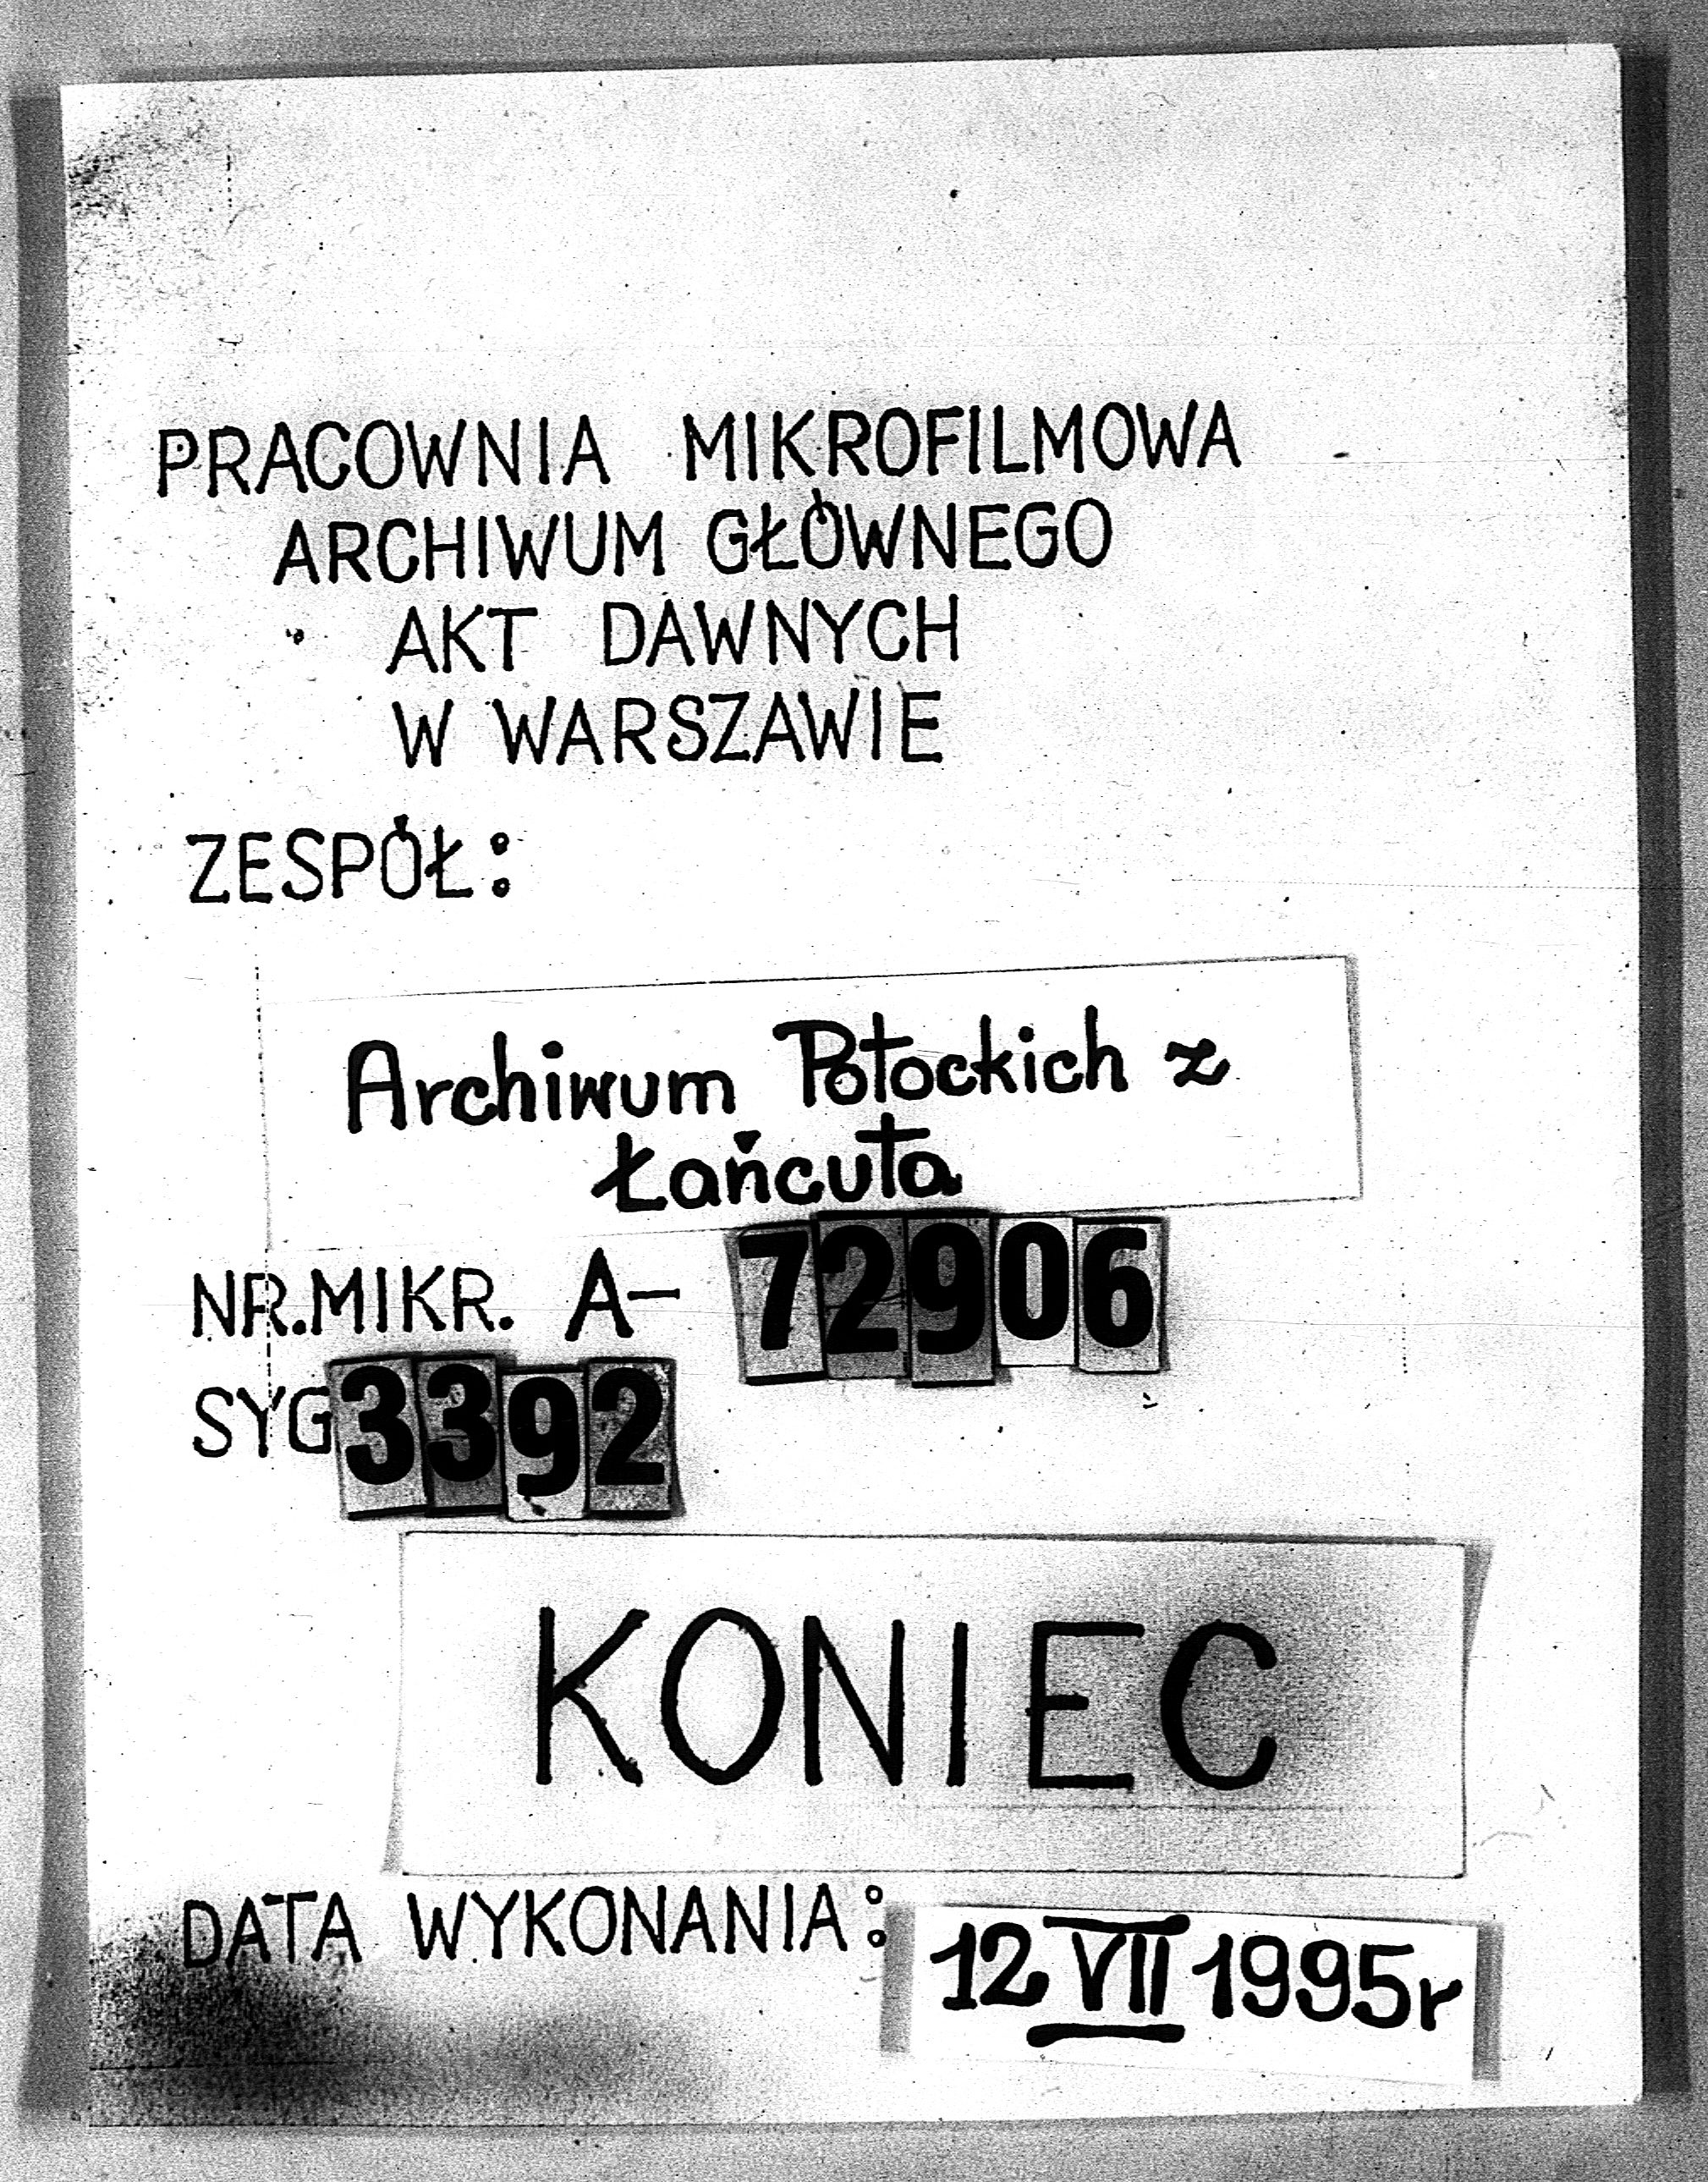 PRACOWNIA MIKROFILMOWA
ARCHIWUM GŁÓWNEGO
AKT DAWNYCH
W WARSZAWIE
ZESPÓŁ:
Archiwum Potockich z
Łańcuta
NR.MIKR. A- 72906
SYG 3392
KONIEC
DATA WYKONANIA: 12 VII 1995r